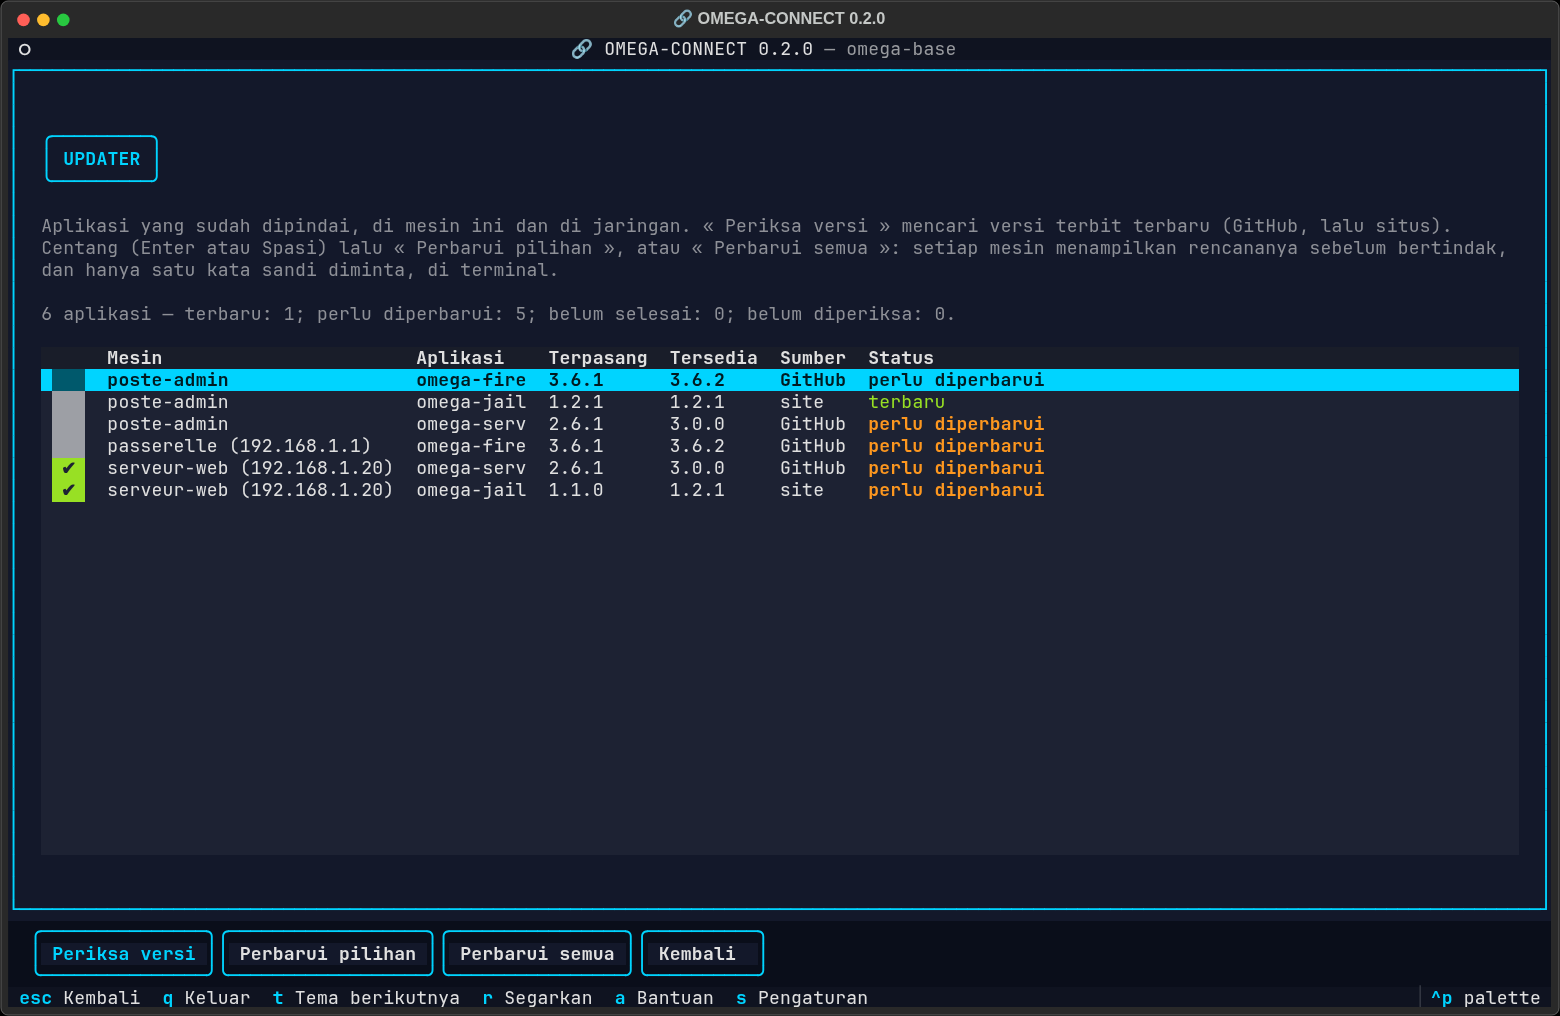 🔗 OMEGA-CONNECT 0.2.0
🔗 OMEGA-CONNECT 0.2.0 — omega-base
UPDATER
Aplikasi yang sudah dipindai, di mesin ini dan di jaringan. « Periksa versi » mencari versi terbit terbaru (GitHub, lalu situs).
Centang (Enter atau Spasi) lalu « Perbarui pilihan », atau « Perbarui semua »: setiap mesin menampilkan rencananya sebelum bertindak,
dan hanya satu kata sandi diminta, di terminal.
6 aplikasi — terbaru: 1; perlu diperbarui: 5; belum selesai: 0; belum diperiksa: 0.
Mesin Aplikasi Terpasang Tersedia Sumber Status
poste-admin omega-fire 3.6.1 3.6.2 GitHub perlu diperbarui
poste-admin omega-jail 1.2.1 1.2.1 site terbaru
poste-admin omega-serv 2.6.1 3.0.0 GitHub perlu diperbarui
passerelle (192.168.1.1) omega-fire 3.6.1 3.6.2 GitHub perlu diperbarui
✔ serveur-web (192.168.1.20) omega-serv 2.6.1 3.0.0 GitHub perlu diperbarui
✔ serveur-web (192.168.1.20) omega-jail 1.1.0 1.2.1 site perlu diperbarui
Periksa versi Perbarui pilihan Perbarui semua Kembali
esc Kembali q Keluar t Tema berikutnya r Segarkan a Bantuan s Pengaturan ^p palette